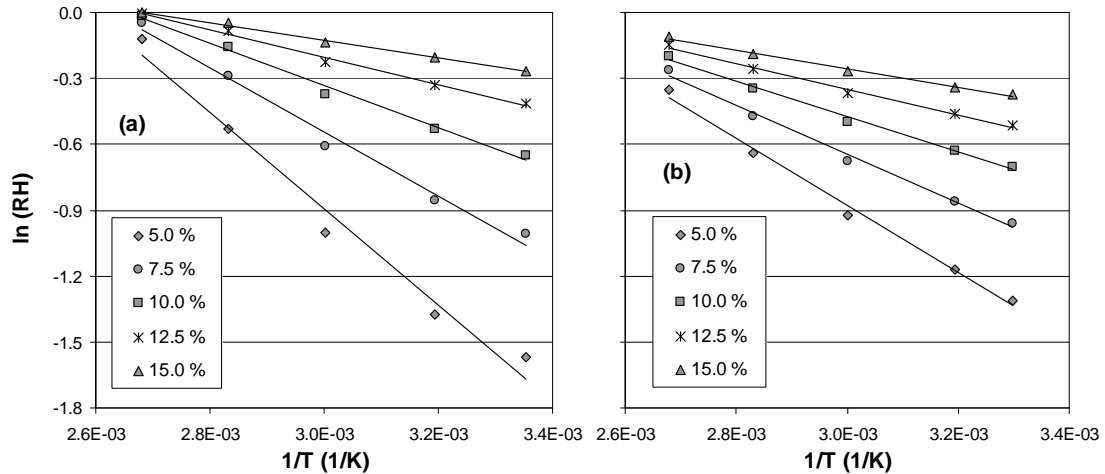 0.0
-0.3
-0.6
-0.9
-1.2
-1.5
-1.8
ln (RH)
(a)
5.0 %
7.5 %
10.0 %
12.5 %
15.0 %
2.6E-03 2.8E-03 3.0E-03 3.2E-03 3.4E-03
1/T (1/K)
(b)
5.0 %
7.5 %
10.0 %
12.5 %
15.0 %
2.6E-03 2.8E-03 3.0E-03 3.2E-03 3.4E-03
1/T (1/K)